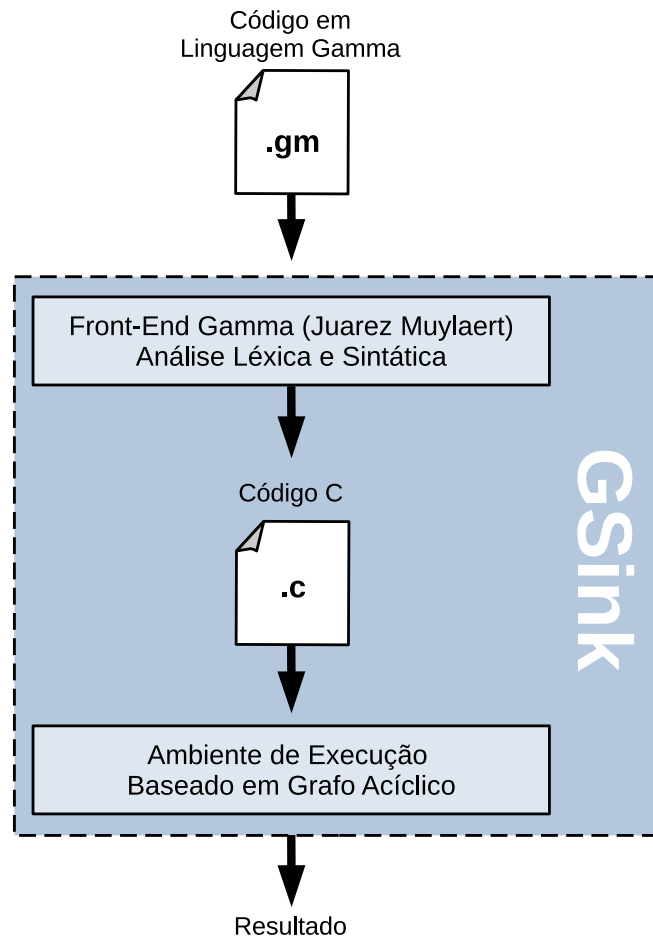 Código em
Linguagem Gamma
.gm
Front-End Gamma (Juarez Muylaert)
Análise Léxica e Sintática
GSink
Código C
.c
Ambiente de Execução
Baseado em Grafo Acíclico
Resultado